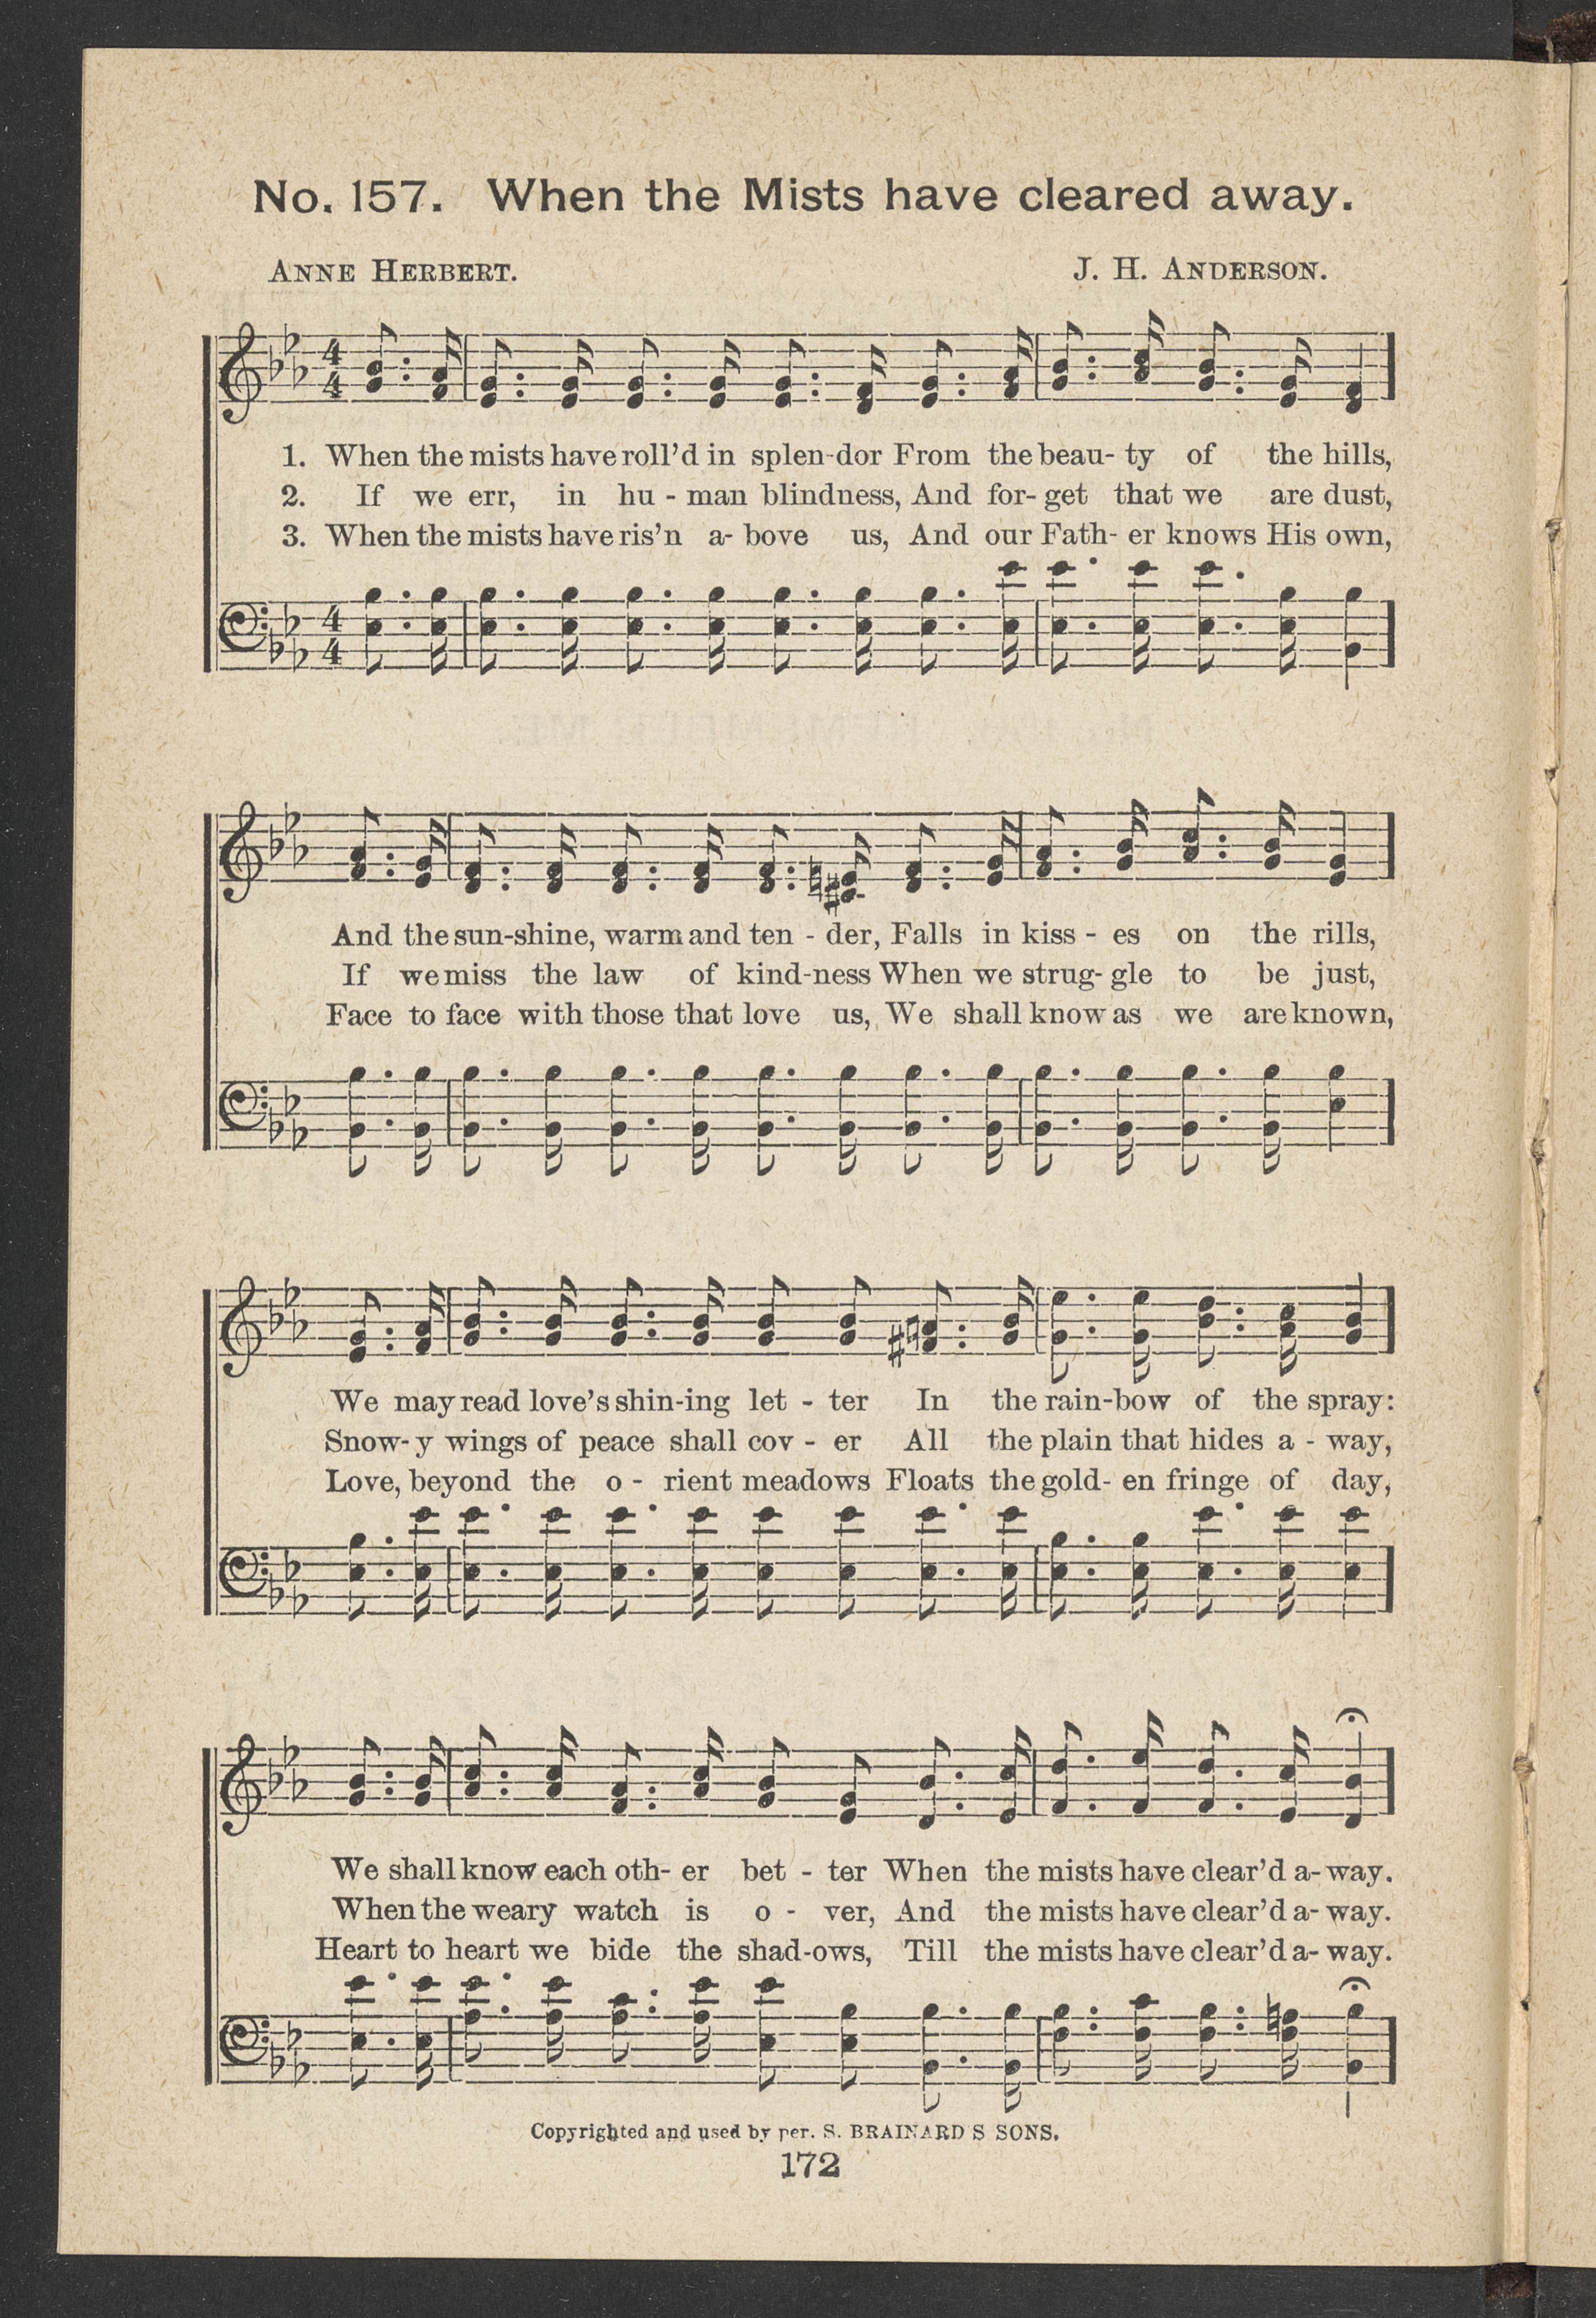 No. 157. When the Mists have cleared away.
ANNE HERBERT. J. H. ANDERSON.
4 4
1. When the mists have roll'd in splen-dor From the beau- ty of the hills,
2. If we err, in hu - man blindness, And for- get that we are dust,
3. When the mists have ris'n a- bove us, And our Fath- er knows His own,
4 4
And the sun-shine, warm and ten - der, Falls in kiss - es on the rills,
If we miss the law of kind-ness When we strug- gle to be just,
Face to face with those that love us, We shall know as we are known,
We may read love's shin-ing let - ter In the rain-bow of the spray:
Snow- y wings of peace shall cov - er All the plain that hides a - way,
Love, beyond the o - rient meadows Floats the gold- en fringe of day,
We shall know each oth- er bet - ter When the mists have clear'd a- way.
When the weary watch is o - ver, And the mists have clear'd a- way.
Heart to heart we bide the shad-ows, Till the mists have clear'd a- way.
Copyrighted and used by per. S. BRAINARD S SONS.
172